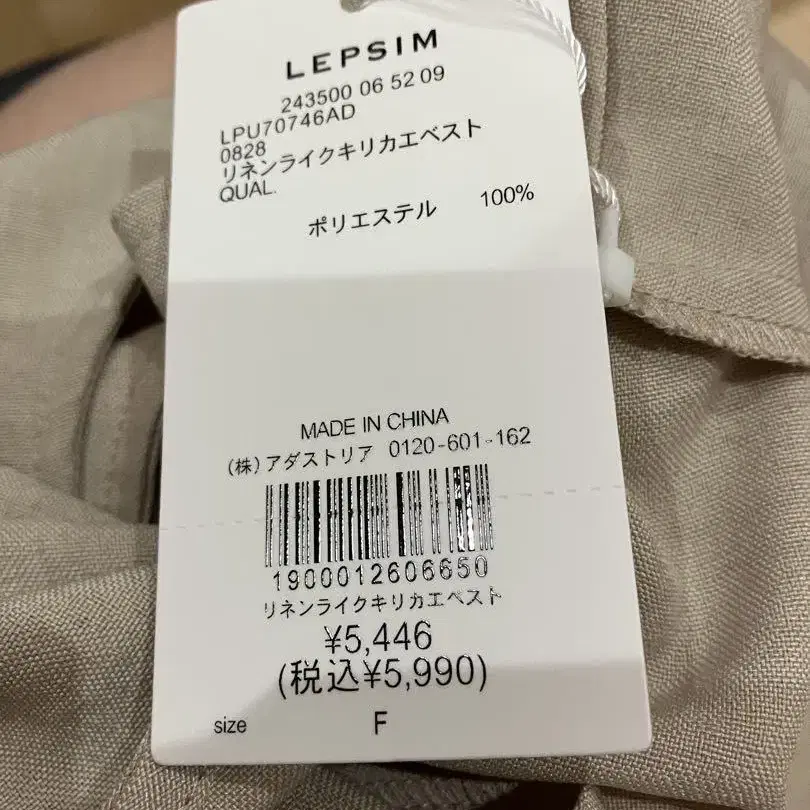 LEPSIM
243500 06 52 09
LPU70746AD
0828
リネンライクキリカエベスト
QUAL.
ポリエステル 100%
MADE IN CHINA
(株)アダストリア 0120-601-162
1900012606650
リネンライクキリカエベスト
¥5,446
(税込¥5,990)
size F